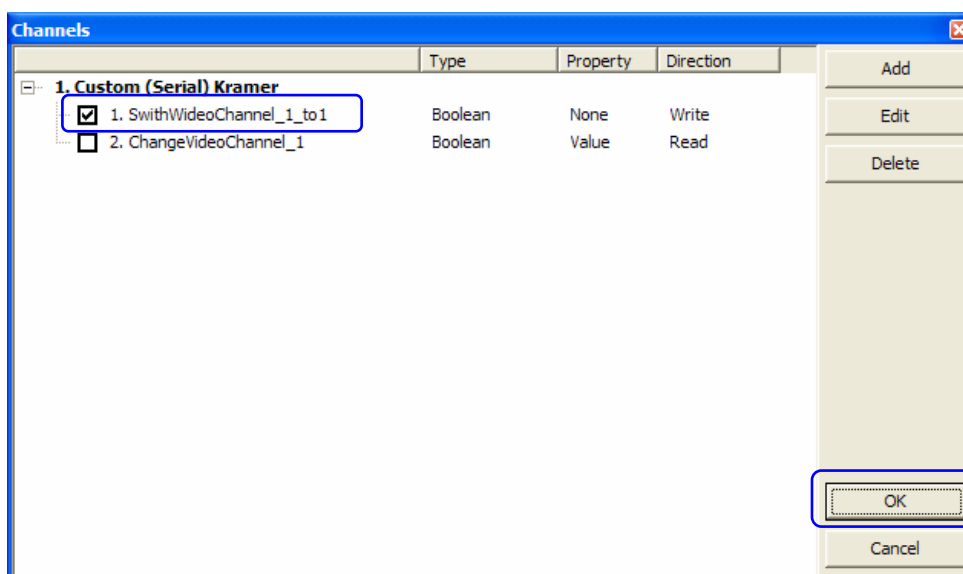 Channels
Type Property Direction
1. Custom (Serial) Kramer
1. SwithWideoChannel_1_to1 Boolean None Write
2. ChangeVideoChannel_1 Boolean Value Read
Add
Edit
Delete
OK
Cancel